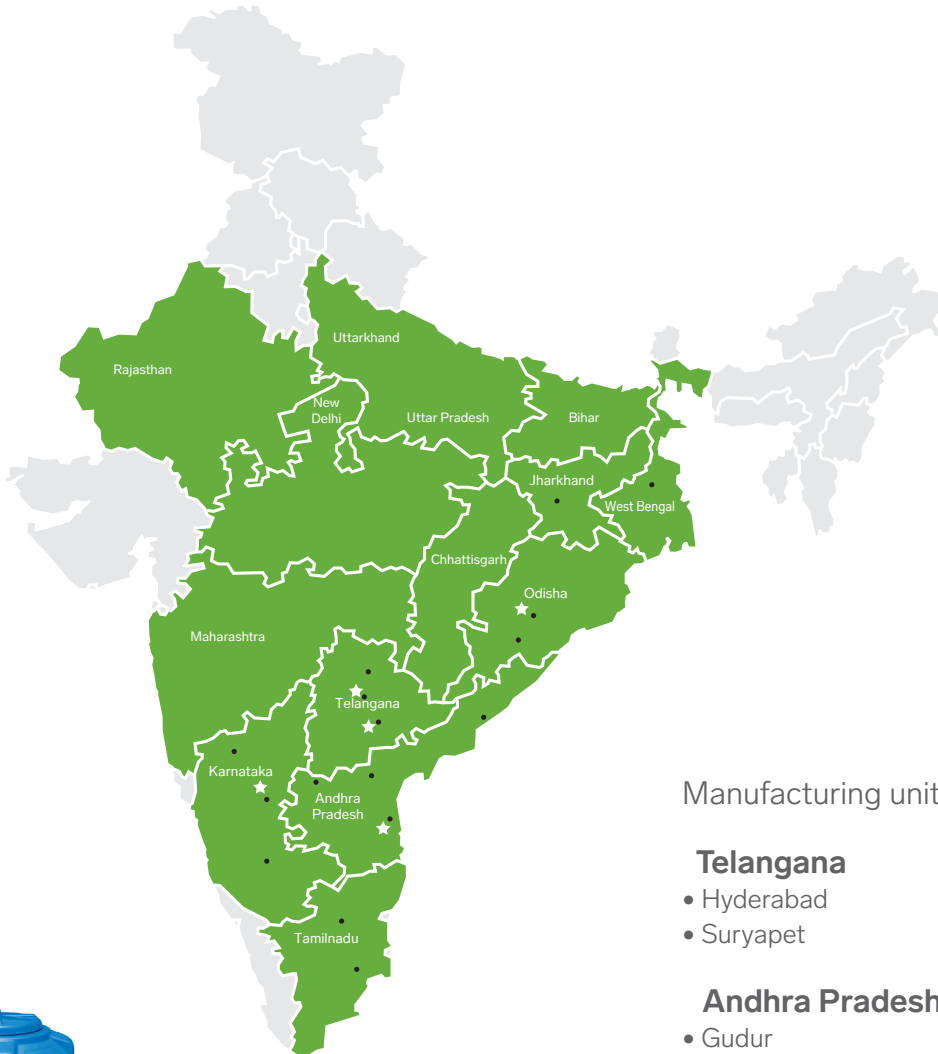 Uttarkhand
Rajasthan
New
Delhi
Uttar Pradesh
Bihar
Jharkhand
West Bengal
Chhattisgarh
Odisha
Maharashtra
Telangana
Karnataka
Andhra
Pradesh
Tamilnadu
Manufacturing unit
Telangana
• Hyderabad
• Suryapet
Andhra Pradesh
• Gudur